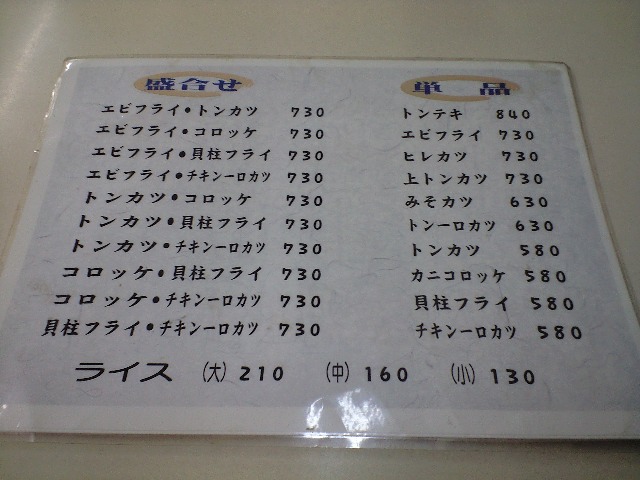 盛合せ
エビフライ・トンカツ 730
エビフライ・コロッケ 730
エビフライ・貝柱フライ 730
エビフライ・チキン一ロカツ 730
トンカツ・コロッケ 730
トンカツ・貝柱フライ 730
トンカツ・チキン一ロカツ 730
コロッケ・貝柱フライ 730
コロッケ・チキン一ロカツ 730
貝柱フライ・チキン一ロカツ 730
単品
トンテキ 840
エビフライ 730
ヒレカツ 730
上トンカツ 730
みそカツ 630
トン一ロカツ 630
トンカツ 580
カニコロッケ 580
貝柱フライ 580
チキン一ロカツ 580
ライス (大) 210 (中) 160 (小) 130